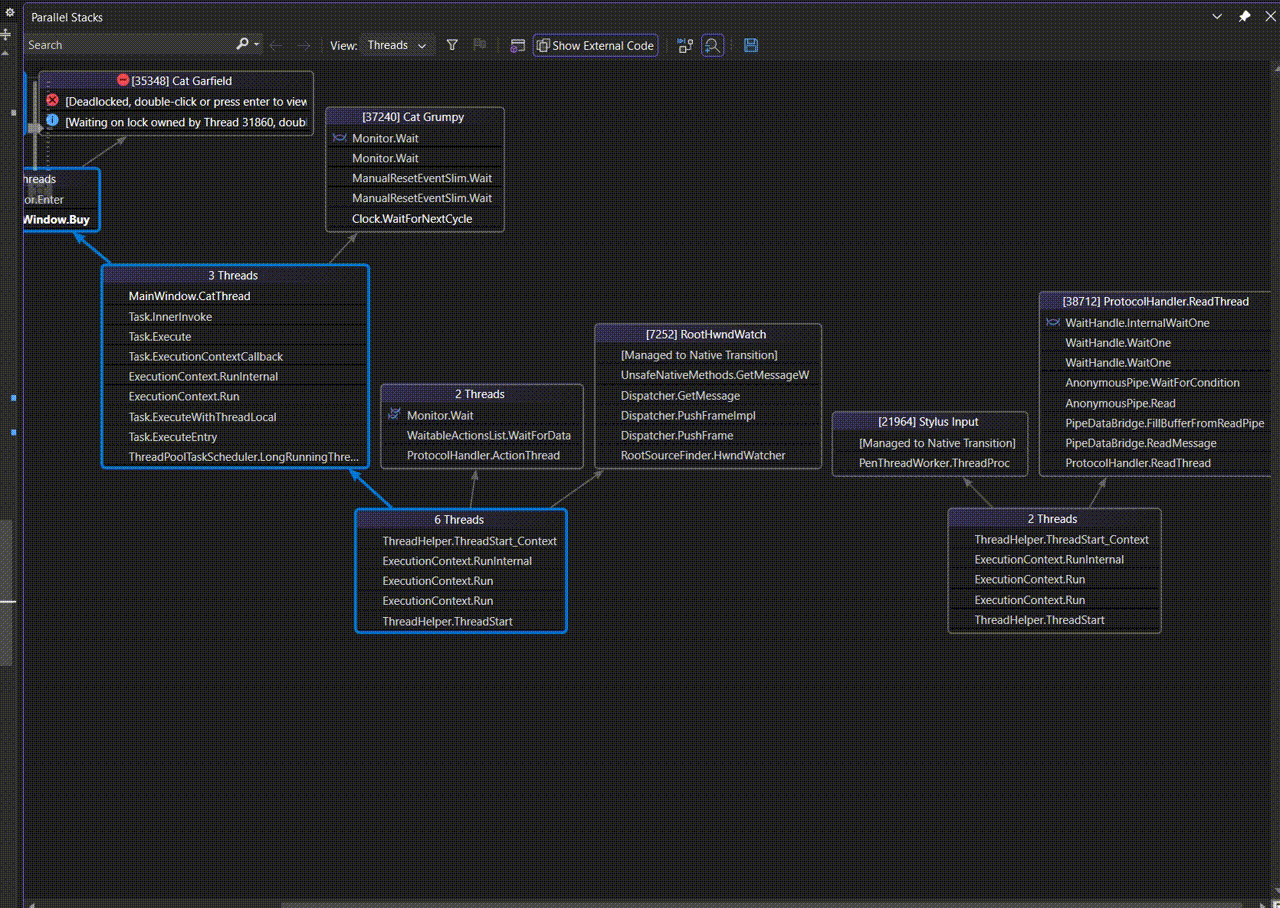 Parallel Stacks
Search
View: Threads
Show External Code
[35348] Cat Garfield
[Deadlocked, double-click or press enter to view
[Waiting on lock owned by Thread 31860, doubl
[37240] Cat Grumpy
Monitor.Wait
Monitor.Wait
ManualResetEventSlim.Wait
ManualResetEventSlim.Wait
Clock.WaitForNextCycle
hreads
or.Enter
Window.Buy
3 Threads
MainWindow.CatThread
Task.InnerInvoke
Task.Execute
Task.ExecutionContextCallback
ExecutionContext.RunInternal
ExecutionContext.Run
Task.ExecuteWithThreadLocal
Task.ExecuteEntry
ThreadPoolTaskScheduler.LongRunningThre...
2 Threads
Monitor.Wait
WaitableActionsList.WaitForData
ProtocolHandler.ActionThread
[7252] RootHwndWatch
[Managed to Native Transition]
UnsafeNativeMethods.GetMessageW
Dispatcher.GetMessage
Dispatcher.PushFrameImpl
Dispatcher.PushFrame
RootSourceFinder.HwndWatcher
[21964] Stylus Input
[Managed to Native Transition]
PenThreadWorker.ThreadProc
[38712] ProtocolHandler.ReadThread
WaitHandle.InternalWaitOne
WaitHandle.WaitOne
WaitHandle.WaitOne
AnonymousPipe.WaitForCondition
AnonymousPipe.Read
PipeDataBridge.FillBufferFromReadPipe
PipeDataBridge.ReadMessage
ProtocolHandler.ReadThread
6 Threads
ThreadHelper.ThreadStart_Context
ExecutionContext.RunInternal
ExecutionContext.Run
ExecutionContext.Run
ThreadHelper.ThreadStart
2 Threads
ThreadHelper.ThreadStart_Context
ExecutionContext.RunInternal
ExecutionContext.Run
ExecutionContext.Run
ThreadHelper.ThreadStart